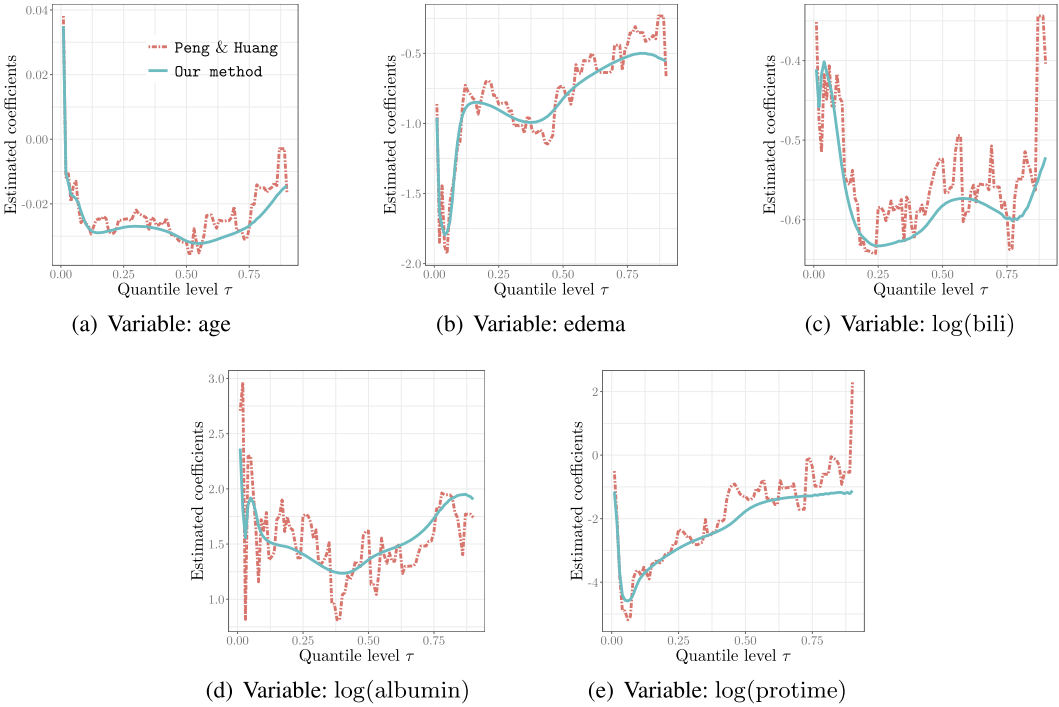 Estimated coefficients
0.04
0.02
0.00
-0.02
Peng & Huang
Our method
0.00 0.25 0.50 0.75
Quantile level τ
(a) Variable: age
Estimated coefficients
-0.5
-1.0
-1.5
-2.0
0.00 0.25 0.50 0.75
Quantile level τ
(b) Variable: edema
Estimated coefficients
-0.4
-0.5
-0.6
0.00 0.25 0.50 0.75
Quantile level τ
(c) Variable: log(bili)
Estimated coefficients
3.0
2.5
2.0
1.5
1.0
0.00 0.25 0.50 0.75
Quantile level τ
(d) Variable: log(albumin)
Estimated coefficients
2
0
-2
-4
0.00 0.25 0.50 0.75
Quantile level τ
(e) Variable: log(protime)